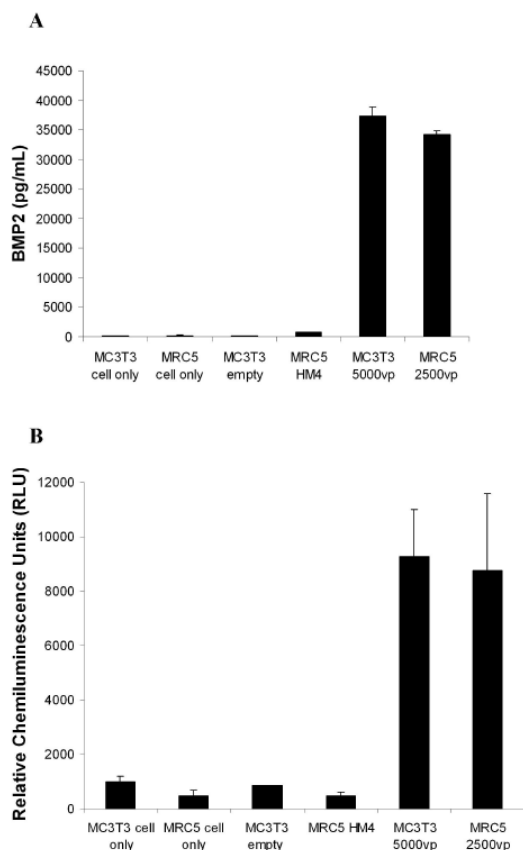 A
BMP2 (pg/mL)
45000
40000
35000
30000
25000
20000
15000
10000
5000
0
MC3T3 cell only
MRC5 cell only
MC3T3 empty
MRC5 HM4
MC3T3 5000vp
MRC5 2500vp
B
Relative Chemiluminescence Units (RLU)
12000
10000
8000
6000
4000
2000
0
MC3T3 cell only
MRC5 cell only
MC3T3 empty
MRC5 HM4
MC3T3 5000vp
MRC5 2500vp